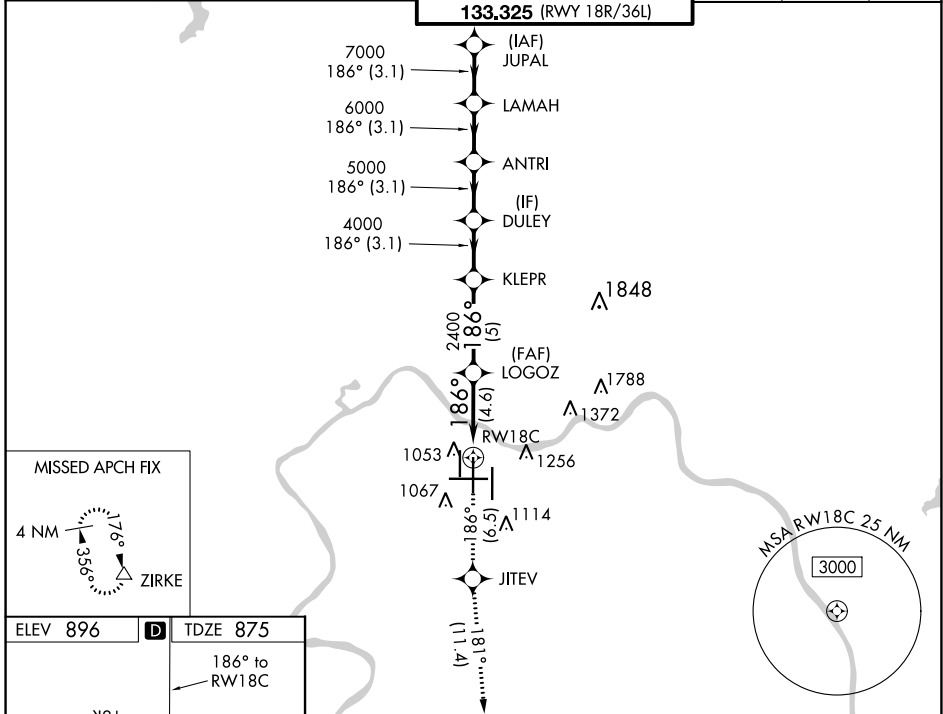 133.325 (RWY 18R/36L)
(IAF)
JUPAL
7000
186° (3.1)
LAMAH
6000
186° (3.1)
ANTRI
5000
186° (3.1)
(IF)
DULEY
4000
186° (3.1)
KLEPR
1848
2400
186°
(5)
(FAF)
LOGOZ
1788
1372
186°
(4.6)
RW18C
1053
1256
1067
1114
186°
(6.5)
JITEV
181°
(11.4)
MISSED APCH FIX
4 NM
176°
356°
ZIRKE
MSA RW18C 25 NM
3000
ELEV 896
D
TDZE 875
186° to
RW18C